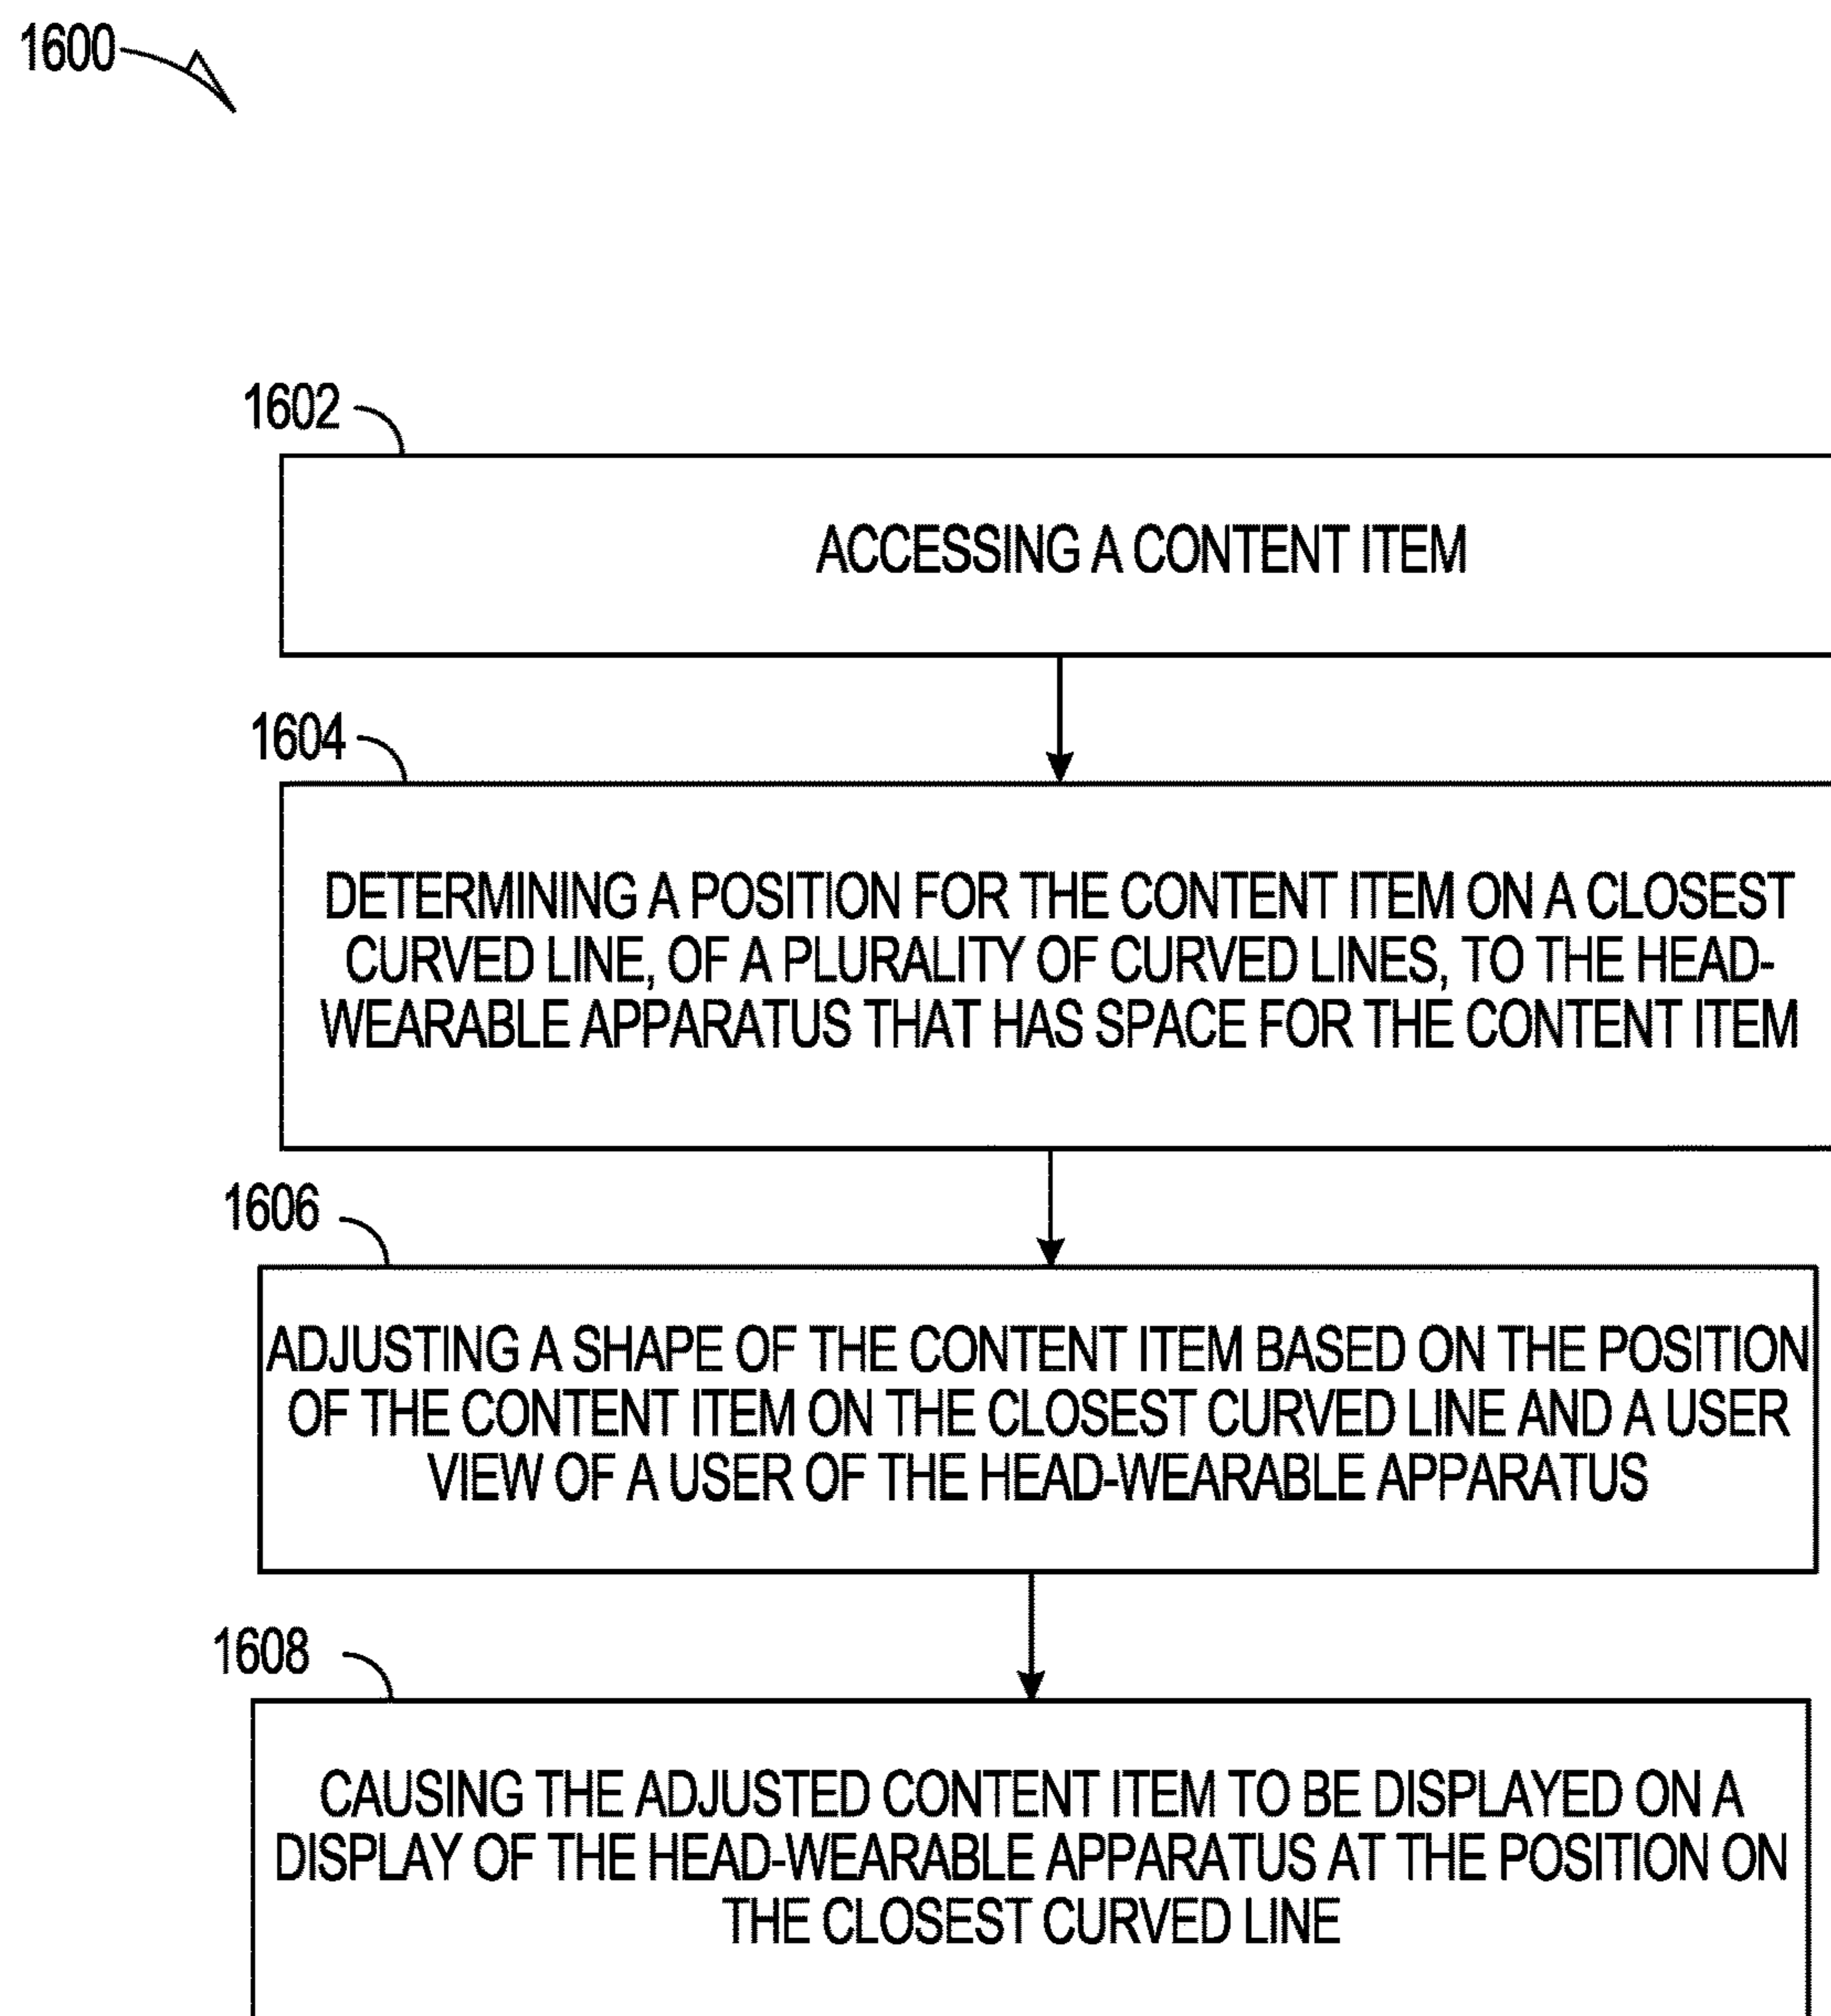 1600
1602
ACCESSING A CONTENT ITEM
1604
DETERMINING A POSITION FOR THE CONTENT ITEM ON A CLOSEST
CURVED LINE, OF A PLURALITY OF CURVED LINES, TO THE HEAD-
WEARABLE APPARATUS THAT HAS SPACE FOR THE CONTENT ITEM
1606
ADJUSTING A SHAPE OF THE CONTENT ITEM BASED ON THE POSITION
OF THE CONTENT ITEM ON THE CLOSEST CURVED LINE AND A USER
VIEW OF A USER OF THE HEAD-WEARABLE APPARATUS
1608
CAUSING THE ADJUSTED CONTENT ITEM TO BE DISPLAYED ON A
DISPLAY OF THE HEAD-WEARABLE APPARATUS AT THE POSITION ON
THE CLOSEST CURVED LINE